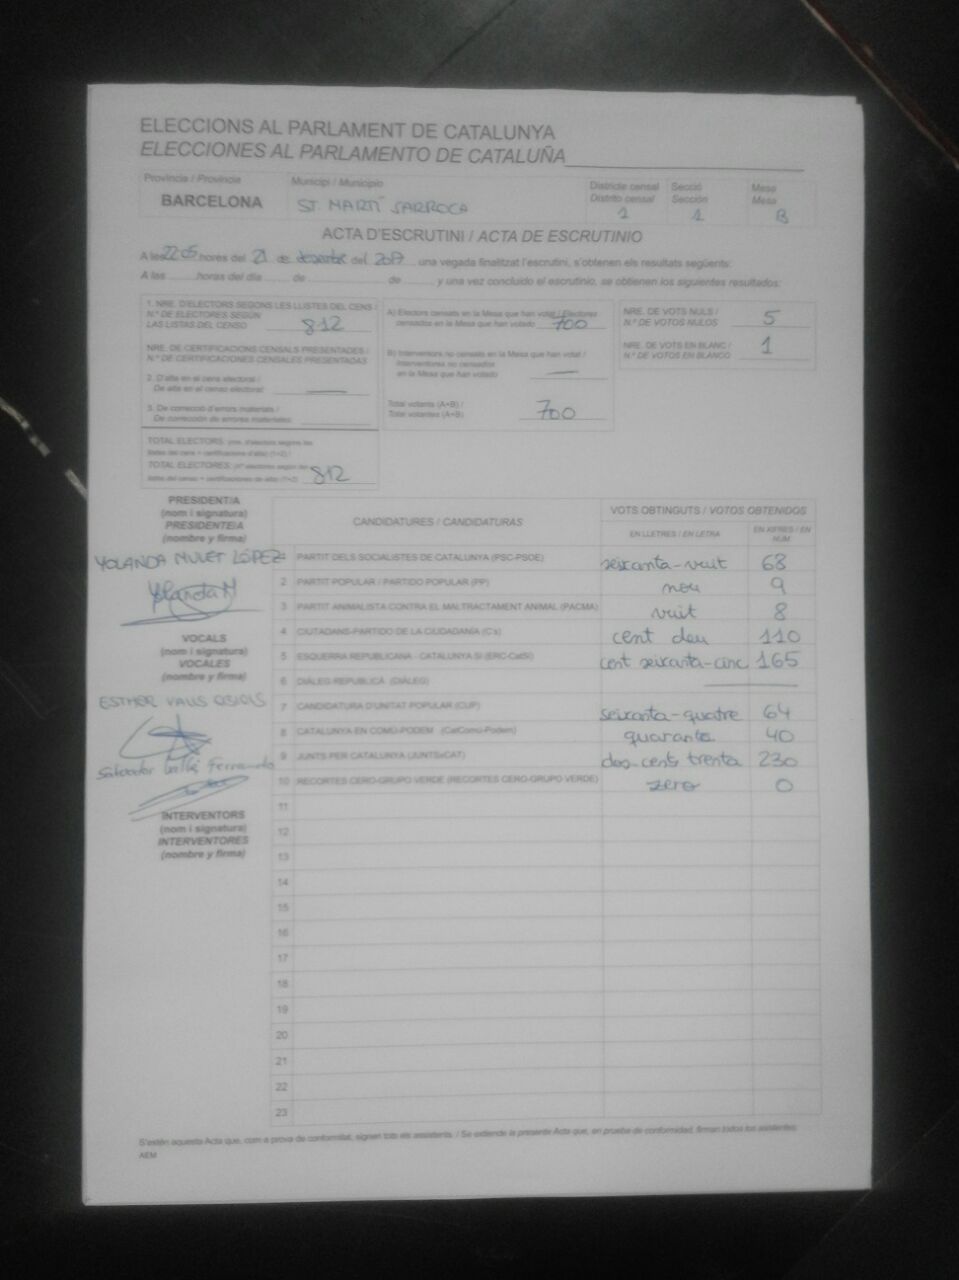 ELECCIONS AL PARLAMENT DE CATALUNYA
ELECCIONES AL PARLAMENTO DE CATALUÑA
Província / Provincia
BARCELONA
Municipi / Municipio
ST. MARTÍ SARROCA
Districte censal
Distrito censal
1
Secció
Sección
1
Mesa
Mesa
B
ACTA D'ESCRUTINI / ACTA DE ESCRUTINIO
A les 22:05 hores del 21 de desembre del 2017 una vegada finalitzat l'escrutini, s'obtenen els resultats següents:
A las ........ horas del día ........ de ........ de ........ y una vez concluido el escrutinio, se obtienen los siguientes resultados:
1. NRE. D'ELECTORS SEGONS LES LLISTES DEL CENS /
N.º DE ELECTORES SEGÚN
LAS LISTAS DEL CENSO 812
NRE. DE CERTIFICACIONS CENSALS PRESENTADES /
N.º DE CERTIFICACIONES CENSALES PRESENTADAS
2. D'alta en el cens electoral /
De alta en el censo electoral:
3. De correcció d'errors materials /
De corrección de errores materiales:
TOTAL ELECTORS: (nre. d'electors segons les
llistes del cens + certificacions d'alta) (1+2) /
TOTAL ELECTORES: (nº electores según las
listas del censo + certificaciones de alta) (1+2) 812
A) Electors censats en la Mesa que han votat / Electores
censados en la Mesa que han votado 700
B) Interventors no censats en la Mesa que han votat /
Interventores no censados
en la Mesa que han votado —
Total votants (A+B) /
Total votantes (A+B) 700
NRE. DE VOTS NULS /
N.º DE VOTOS NULOS 5
NRE. DE VOTS EN BLANC /
N.º DE VOTOS EN BLANCO 1
PRESIDENT/A
(nom i signatura)
PRESIDENTE/A
(nombre y firma)
YOLANDA MULET LÓPEZ
Yolanda M
VOCALS
(nom i signatura)
VOCALES
(nombre y firma)
ESTHER VALLS
Salvador Ferrando
INTERVENTORS
(nom i signatura)
INTERVENTORES
(nombre y firma)
CANDIDATURES / CANDIDATURAS
VOTS OBTINGUTS / VOTOS OBTENIDOS
EN LLETRES / EN LETRA
EN XIFRES / EN NÚM.
PARTIT DELS SOCIALISTES DE CATALUNYA (PSC-PSOE) seixanta-vuit 68
2 PARTIT POPULAR / PARTIDO POPULAR (PP) nou 9
3 PARTIT ANIMALISTA CONTRA EL MALTRACTAMENT ANIMAL (PACMA) vuit 8
4 CIUTADANS-PARTIDO DE LA CIUDADANÍA (C's) cent deu 110
5 ESQUERRA REPUBLICANA - CATALUNYA SÍ (ERC-CatSí) cent seixanta-cinc 165
6 DIÀLEG-REPÚBLICA (DIÀLEG)
7 CANDIDATURA D'UNITAT POPULAR (CUP) seixanta-quatre 64
8 CATALUNYA EN COMÚ-PODEM (CatComú-Podem) quaranta 40
9 JUNTS PER CATALUNYA (JUNTSxCAT) dos-cents trenta 230
10 RECORTES CERO-GRUPO VERDE (RECORTES CERO-GRUPO VERDE) zero 0
11
12
13
14
15
16
17
18
19
20
21
22
23
S'estén aquesta Acta que, com a prova de conformitat, signen tots els assistents. / Se extiende la presente Acta que, en prueba de conformidad, firman todos los asistentes.
AEM